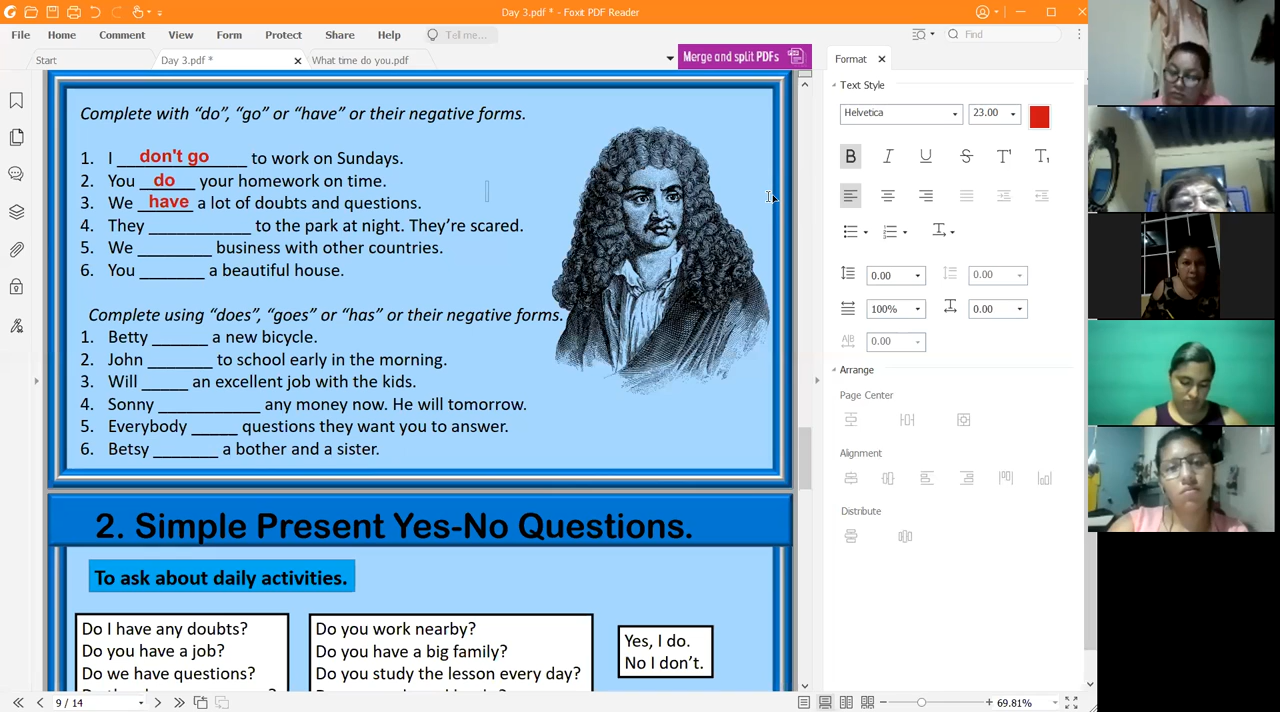 Day 3.pdf * - Foxit PDF Reader
File Home Comment View Form Protect Share Help Tell me... Find
Start Day 3.pdf * What time do you.pdf Merge and split PDFs Format
Complete with “do”, “go” or “have” or their negative forms.
1. I don't go to work on Sundays.
2. You do your homework on time.
3. We have a lot of doubts and questions.
4. They ____________ to the park at night. They’re scared.
5. We ________ business with other countries.
6. You _______ a beautiful house.
Complete using “does”, “goes” or “has” or their negative forms.
1. Betty ______ a new bicycle.
2. John _______ to school early in the morning.
3. Will _____ an excellent job with the kids.
4. Sonny ___________ any money now. He will tomorrow.
5. Everybody _____ questions they want you to answer.
6. Betsy _______ a bother and a sister.
2. Simple Present Yes-No Questions.
To ask about daily activities.
Do I have any doubts?
Do you have a job?
Do we have questions?
Do you work nearby?
Do you have a big family?
Do you study the lesson every day?
Yes, I do.
No I don’t.
Text Style
Helvetica 23.00
B I U S T T
0.00 0.00
100% 0.00
0.00
Arrange
Page Center
Alignment
Distribute
9 / 14 69.81%